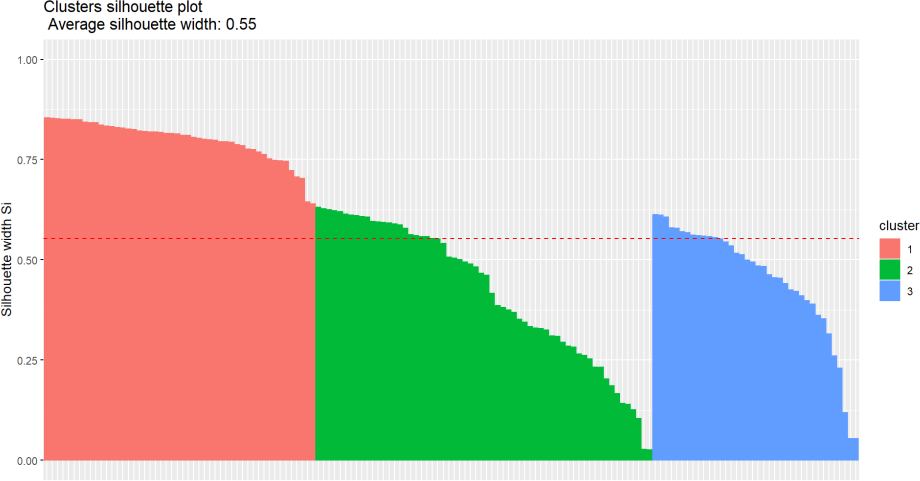 Clusters silhouette plot
Average silhouette width: 0.55
1.00
0.75
0.50
0.25
0.00
Silhouette width Si
cluster
1
2
3